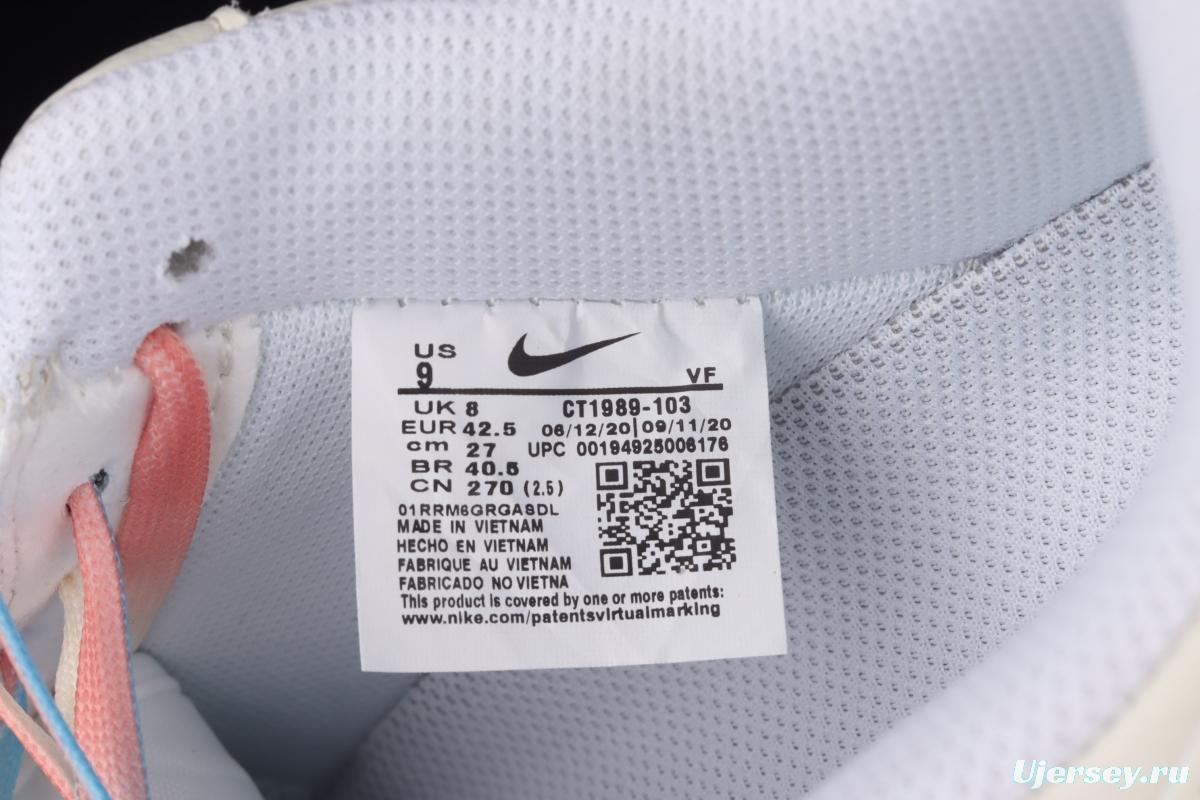 US
9
VF
UK 8
CT1989-103
EUR 42.5
06/12/20|09/11/20
cm 27
UPC 00194925006176
BR 40.5
CN 270 (2.5)
01RRM6GRGASDL
MADE IN VIETNAM
HECHO EN VIETNAM
FABRIQUE AU VIETNAM
FABRICADO NO VIETNA
This product is covered by one or more patents:
www.nike.com/patentsvirtualmarking
Ujersey.ru